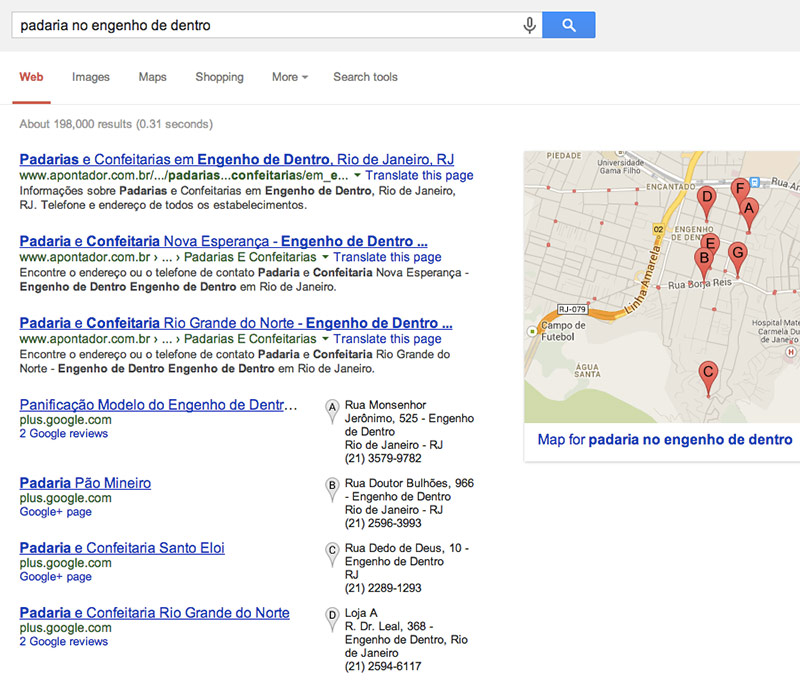 padaria no engenho de dentro
Web Images Maps Shopping More Search tools
About 198,000 results (0.31 seconds)
Padarias e Confeitarias em Engenho de Dentro, Rio de Janeiro, RJ
www.apontador.com.br/.../padarias...confeitarias/em_e... Translate this page
Informações sobre Padarias e Confeitarias em Engenho de Dentro, Rio de Janeiro,
RJ. Telefone e endereço de todos os estabelecimentos.
Padaria e Confeitaria Nova Esperança - Engenho de Dentro ...
www.apontador.com.br › ... › Padarias E Confeitarias Translate this page
Encontre o endereço ou o telefone de contato Padaria e Confeitaria Nova Esperança -
Engenho de Dentro Engenho de Dentro em Rio de Janeiro.
Padaria e Confeitaria Rio Grande do Norte - Engenho de Dentro ...
www.apontador.com.br › ... › Padarias E Confeitarias Translate this page
Encontre o endereço ou o telefone de contato Padaria e Confeitaria Rio Grande do
Norte - Engenho de Dentro Engenho de Dentro em Rio de Janeiro.
Panificação Modelo do Engenho de Dentr...
plus.google.com
2 Google reviews
A
Rua Monsenhor
Jerônimo, 525 - Engenho
de Dentro
Rio de Janeiro - RJ
(21) 3579-9782
Padaria Pão Mineiro
plus.google.com
Google+ page
B
Rua Doutor Bulhões, 966
- Engenho de Dentro
Rio de Janeiro - RJ
(21) 2596-3993
Padaria e Confeitaria Santo Eloi
plus.google.com
Google+ page
C
Rua Dedo de Deus, 10 -
Engenho de Dentro
RJ
(21) 2289-1293
Padaria e Confeitaria Rio Grande do Norte
plus.google.com
2 Google reviews
D
Loja A
R. Dr. Leal, 368 -
Engenho de Dentro, Rio
de Janeiro
(21) 2594-6117
PIEDADE
Universidade
Gama Filho
ENCANTADO
Rua Ar
D
F
A
02
ENGENHO
DE DENT
E
B
G
Linha Amarela
Rua Borja Reis
RJ-079
Campo de
Futebol
Hospital Mate
Carmela Du
de Janeiro
H
ÁGUA
SANTA
C
Map for padaria no engenho de dentro